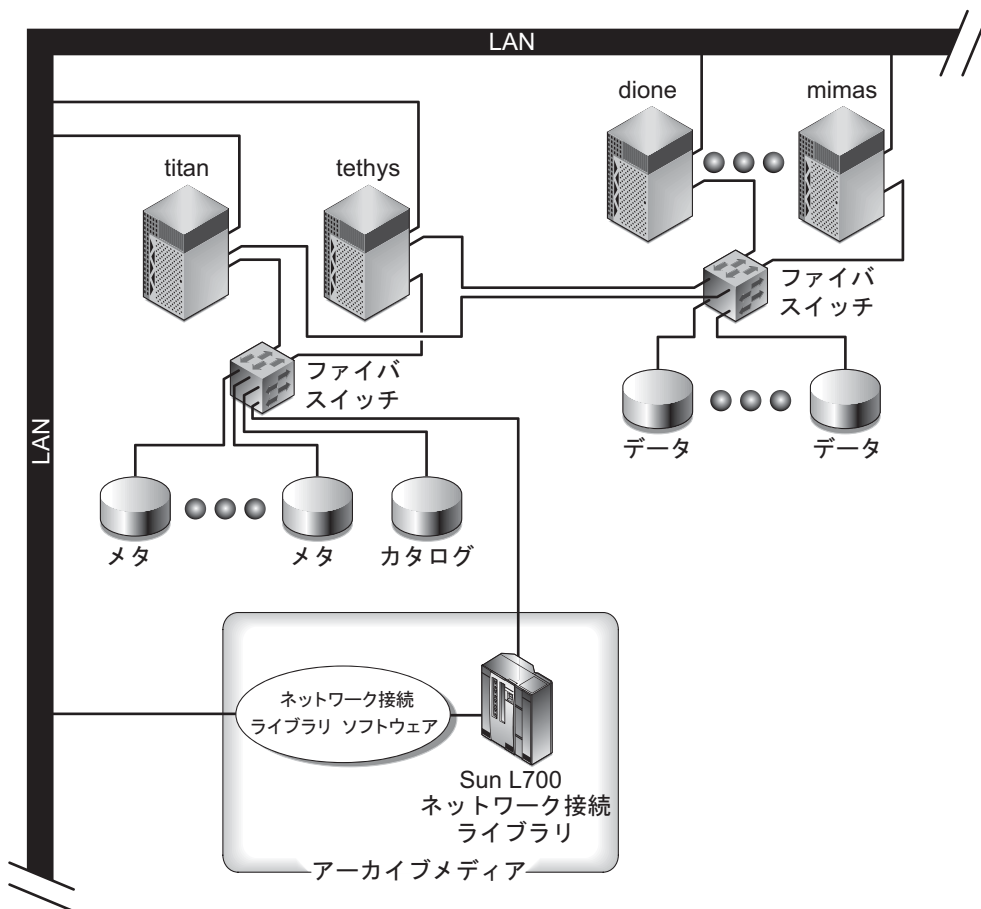 LAN
dione
mimas
titan
tethys
ファイバ
スイッチ
ファイバ
スイッチ
データ
データ
LAN
メタ
メタ
カタログ
ネットワーク接続
ライブラリ ソフトウェア
Sun L700
ネットワーク接続
ライブラリ
アーカイブメディア